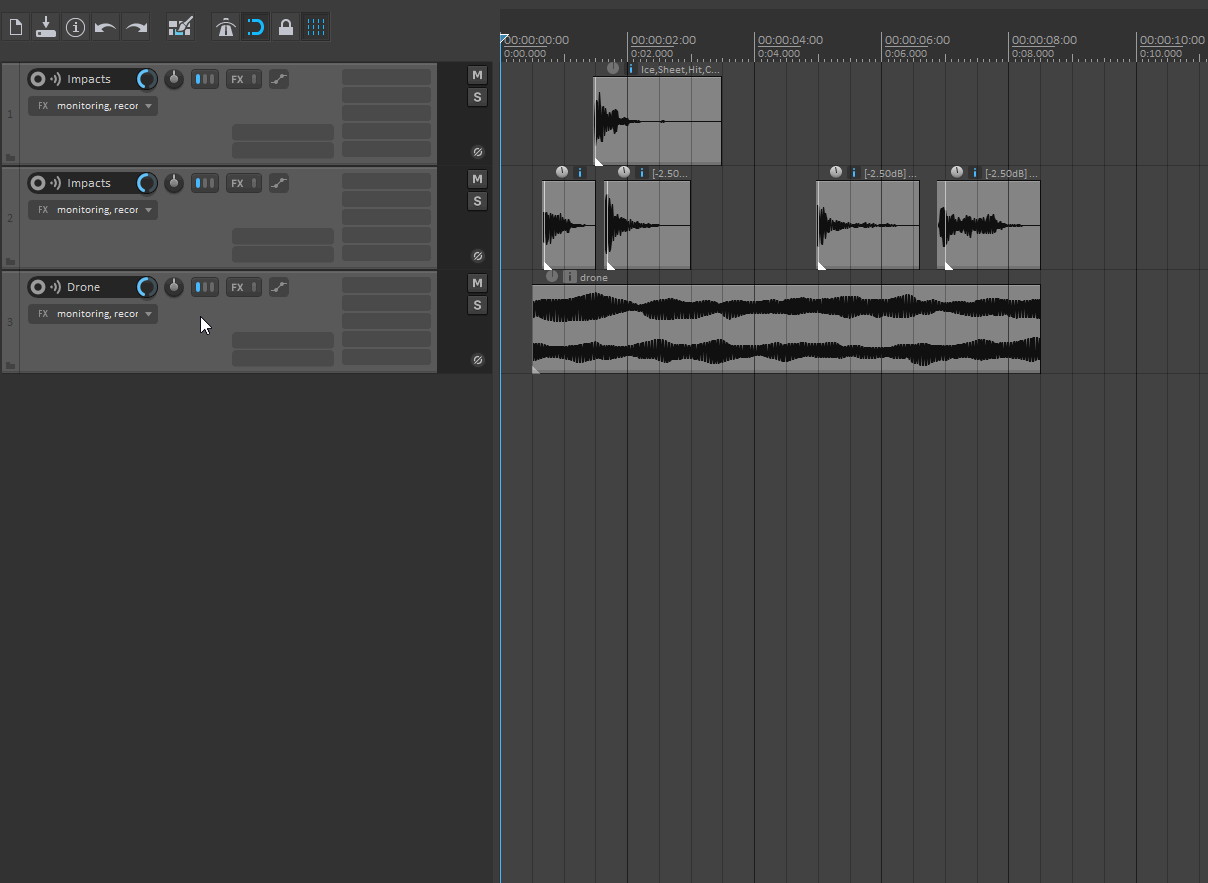 00:00:00:00 00:00:02:00 00:00:04:00 00:00:06:00 00:00:08:00 00:00:10:00
0:00.000 0:02.000 0:04.000 0:06.000 0:08.000 0:10.000
Ice,Sheet,Hit,C...
1 Impacts FX M
FX monitoring, recor S
[-2.50... [-2.50dB] ... [-2.50dB] ...
2 Impacts FX M
FX monitoring, recor S
drone
3 Drone FX M
FX monitoring, recor S